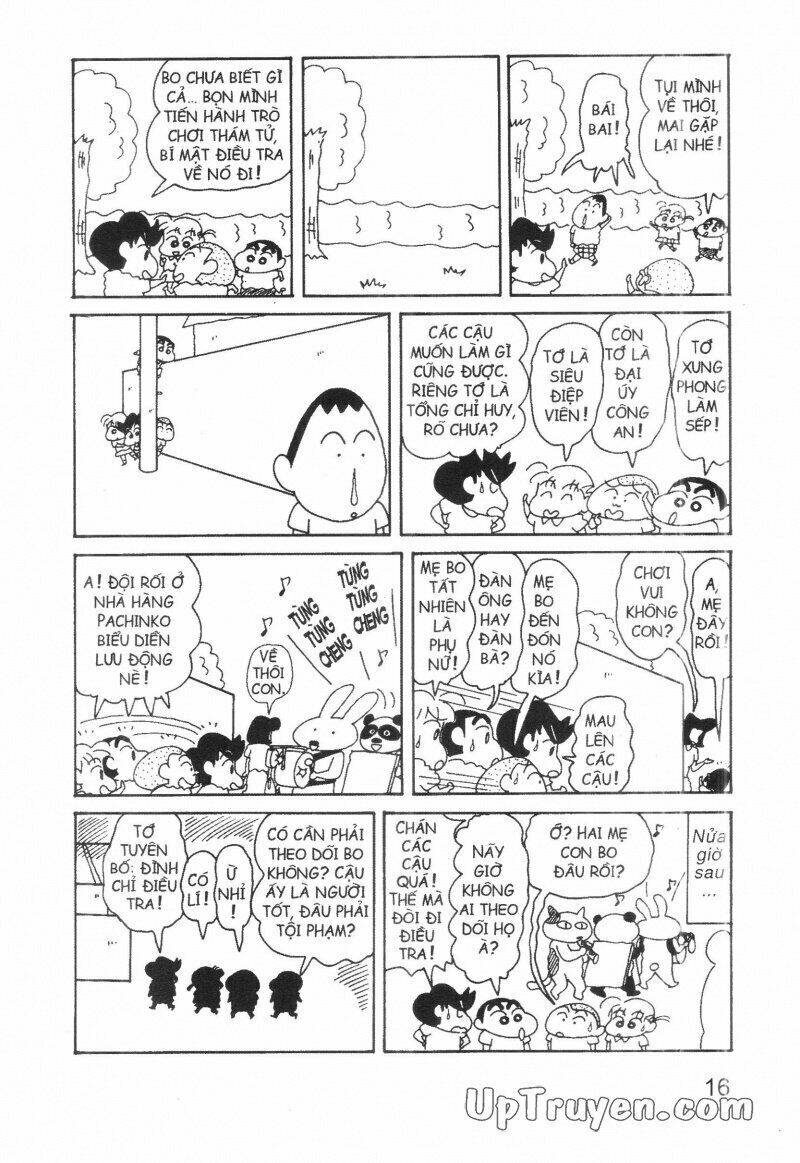 TỤI MÌNH
VỀ THÔI,
MAI GẶP
LẠI NHÉ!
BÁI
BAI!
BO CHƯA BIẾT GÌ
CẢ... BỌN MÌNH
TIẾN HÀNH TRÒ
CHƠI THÁM TỬ,
BÍ MẬT ĐIỀU TRA
VỀ NÓ ĐI!
TỚ
XUNG
PHONG
LÀM
SẾP!
CÒN
TỚ LÀ
ĐẠI
ÚY
CÔNG
AN!
TỚ LÀ
SIÊU
ĐIỆP
VIÊN!
CÁC CẬU
MUỐN LÀM GÌ
CŨNG ĐƯỢC.
RIÊNG TỚ LÀ
TỔNG CHỈ HUY,
RÕ CHƯA?
A,
MẸ
ĐÂY
RỒI!
CHƠI
VUI
KHÔNG
CON?
MẸ
BO
ĐẾN
ĐÓN
NÓ
KÌA!
MAU
LÊN
CÁC
CẬU!
ĐÀN
ÔNG
HAY
ĐÀN
BÀ?
MẸ BO
TẤT
NHIÊN
LÀ
PHỤ
NỮ!
TÙNG
TÙNG
CHENG
TÙNG
TÙNG
CHENG
VỀ
THÔI
CON.
A! ĐỘI RỐI Ở
NHÀ HÀNG
PACHINKO
BIỂU DIỄN
LƯU ĐỘNG
NÈ!
Nửa
giờ
sau
...
Ơ? HAI MẸ
CON BO
ĐÂU RỒI?
NÃY
GIỜ
KHÔNG
AI THEO
DÕI HỌ
À?
CHÁN
CÁC
CẬU
QUÁ!
THẾ MÀ
ĐÒI ĐI
ĐIỀU
TRA!
CÓ CẦN PHẢI
THEO DÕI BO
KHÔNG? CẬU
ẤY LÀ NGƯỜI
TỐT, ĐÂU PHẢI
TỘI PHẠM?
Ừ
NHỈ!
CÓ
LÍ!
TỚ
TUYÊN
BỐ: ĐÌNH
CHỈ ĐIỀU
TRA!
16
UpTruyen.com